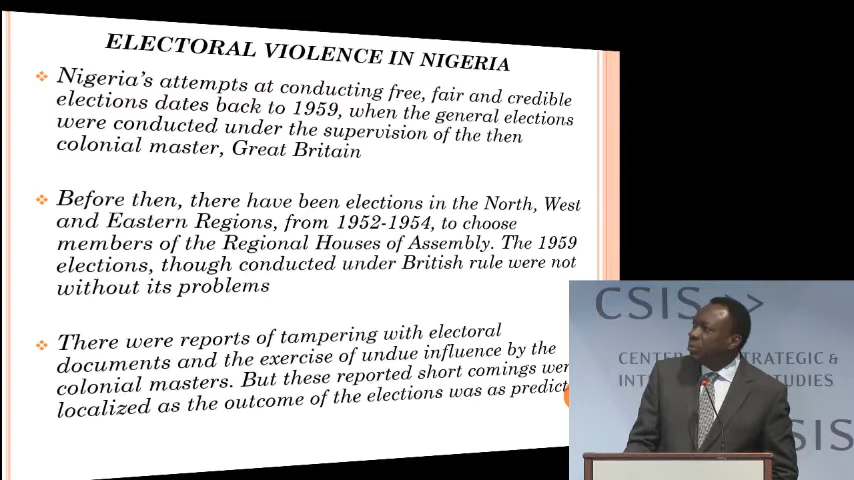 ELECTORAL VIOLENCE IN NIGERIA
Nigeria's attempts at conducting free, fair and credible
elections dates back to 1959, when the general elections
were conducted under the supervision of the then
colonial master, Great Britain
Before then, there have been elections in the North, West
and Eastern Regions, from 1952-1954, to choose
members of the Regional Houses of Assembly. The 1959
elections, though conducted under British rule were not
without its problems
There were reports of tampering with electoral
documents and the exercise of undue influence by the
colonial masters. But these reported short comings
localized as the outcome of the elections was as
CSIS
CENTER STRATEGIC &
STUDIES